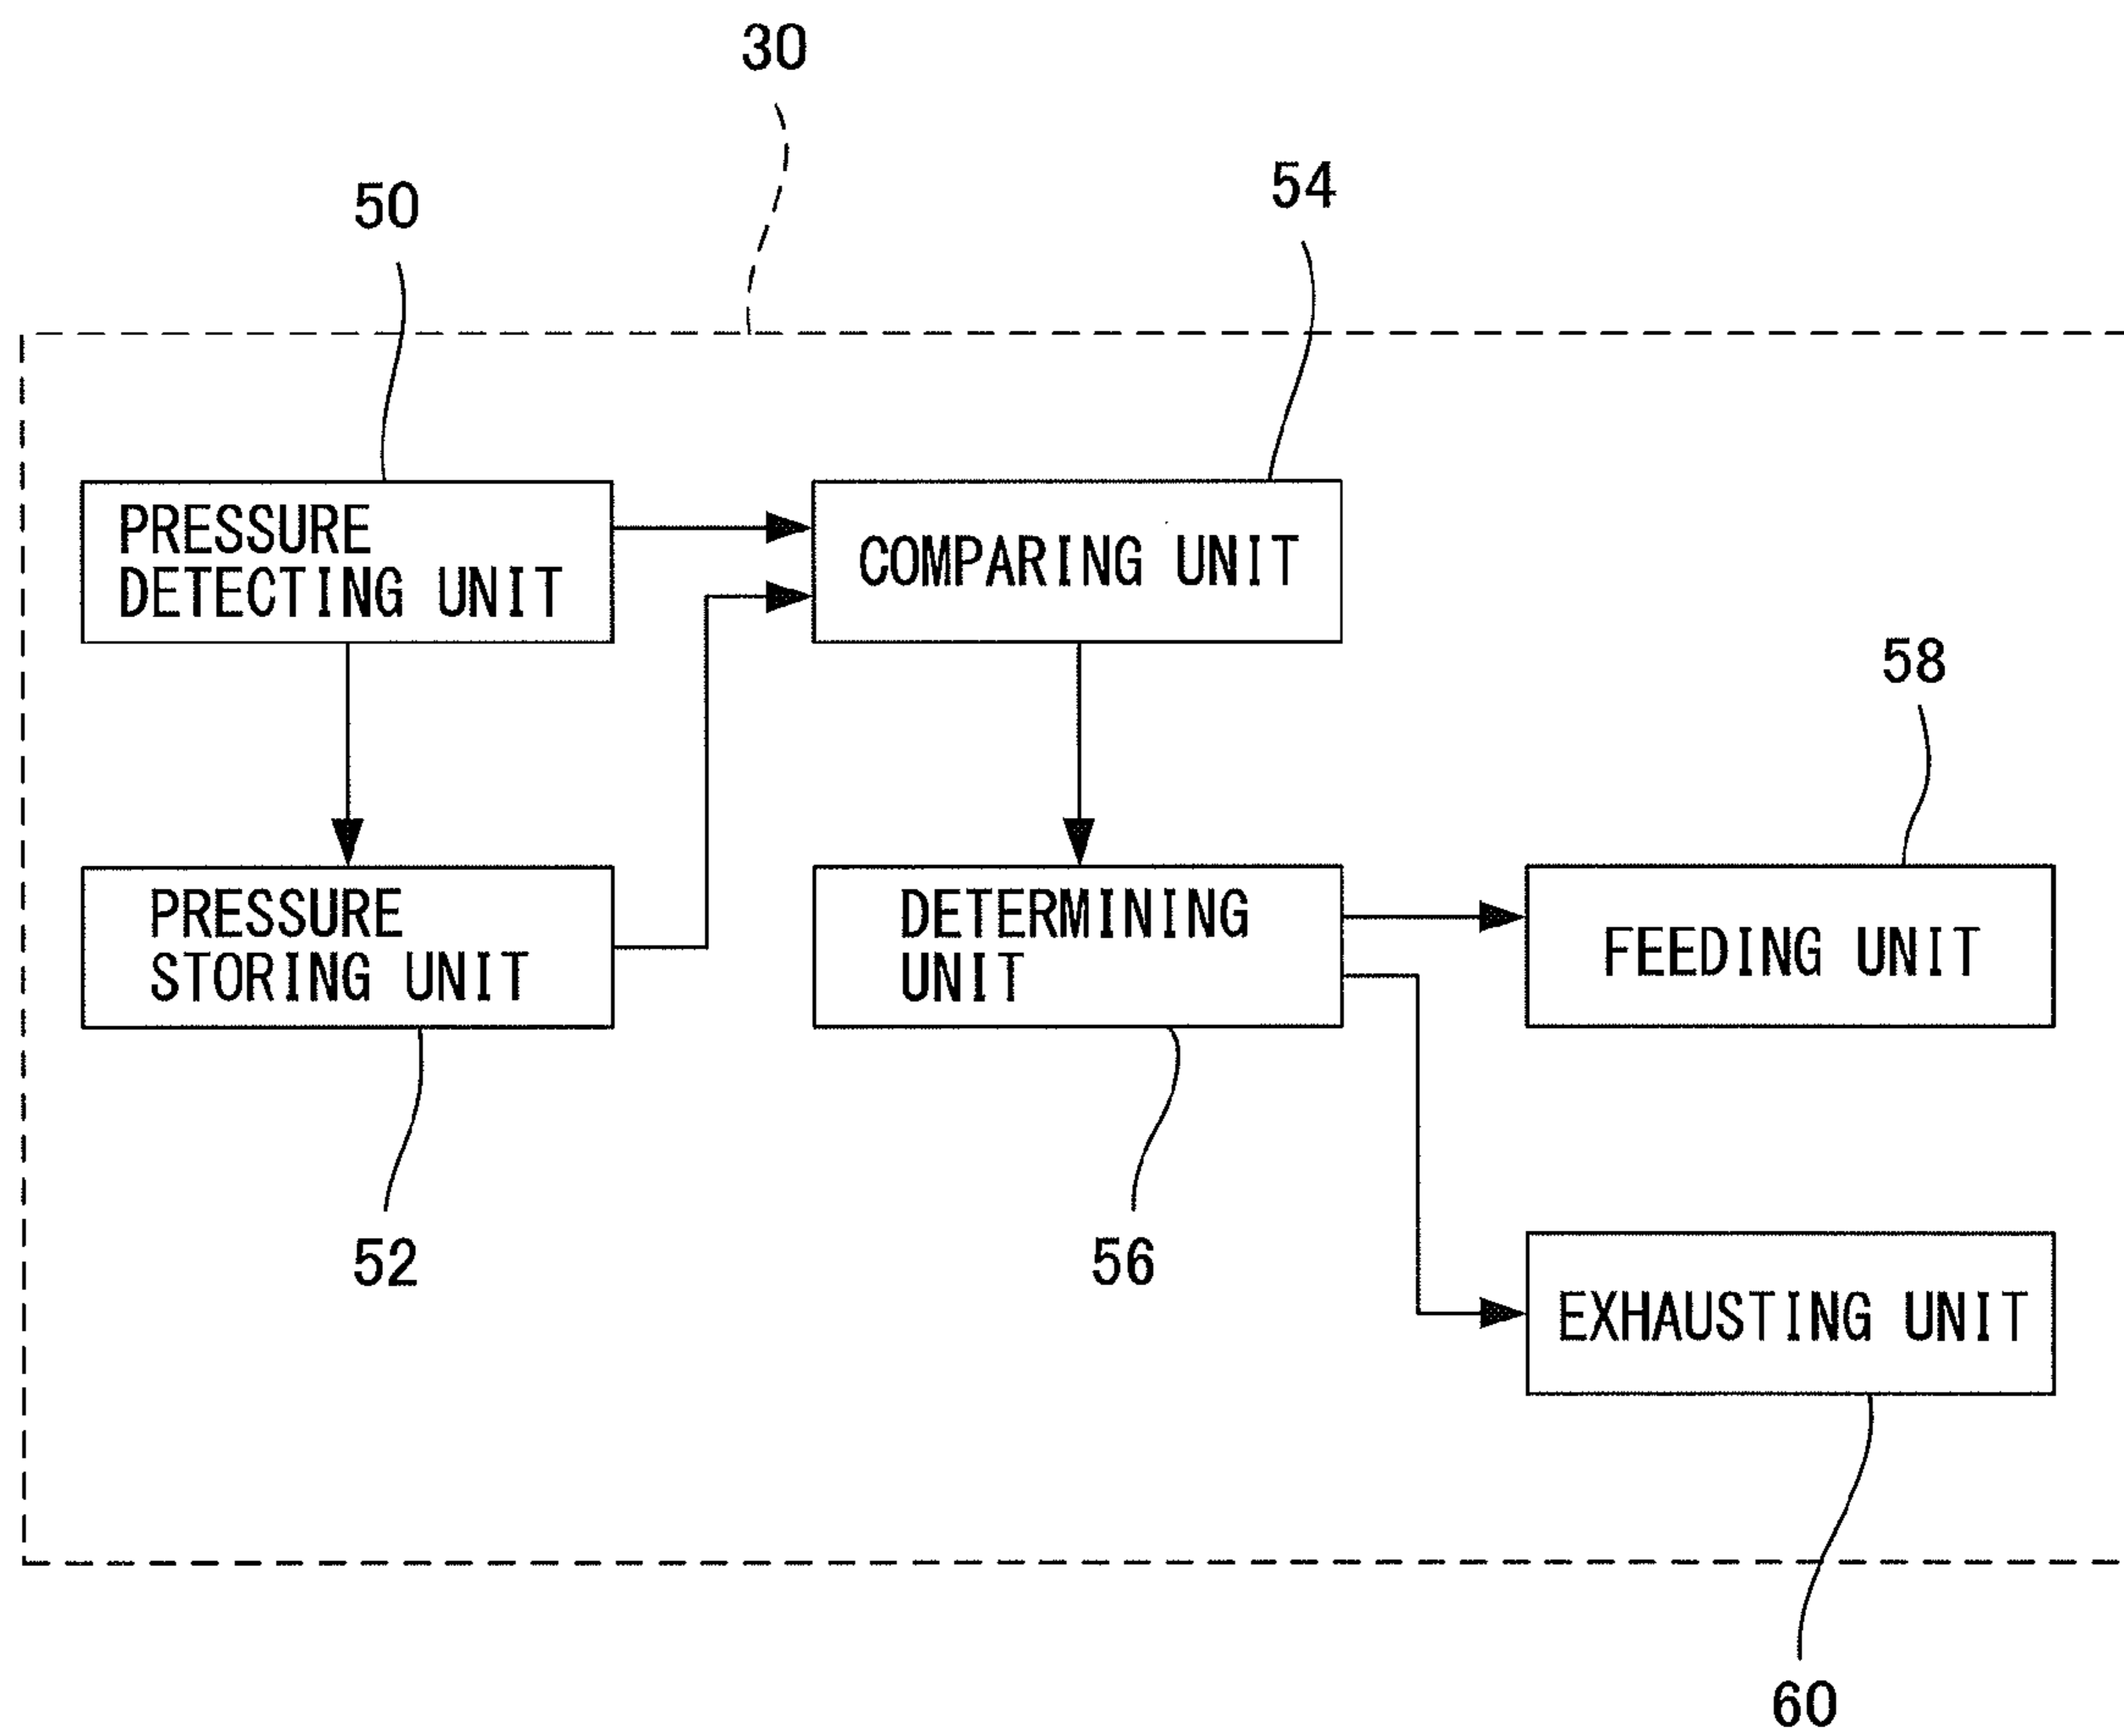 30
50
54
PRESSURE
DETECTING UNIT
COMPARING UNIT
58
PRESSURE
STORING UNIT
DETERMINING
UNIT
FEEDING UNIT
52
56
EXHAUSTING UNIT
60